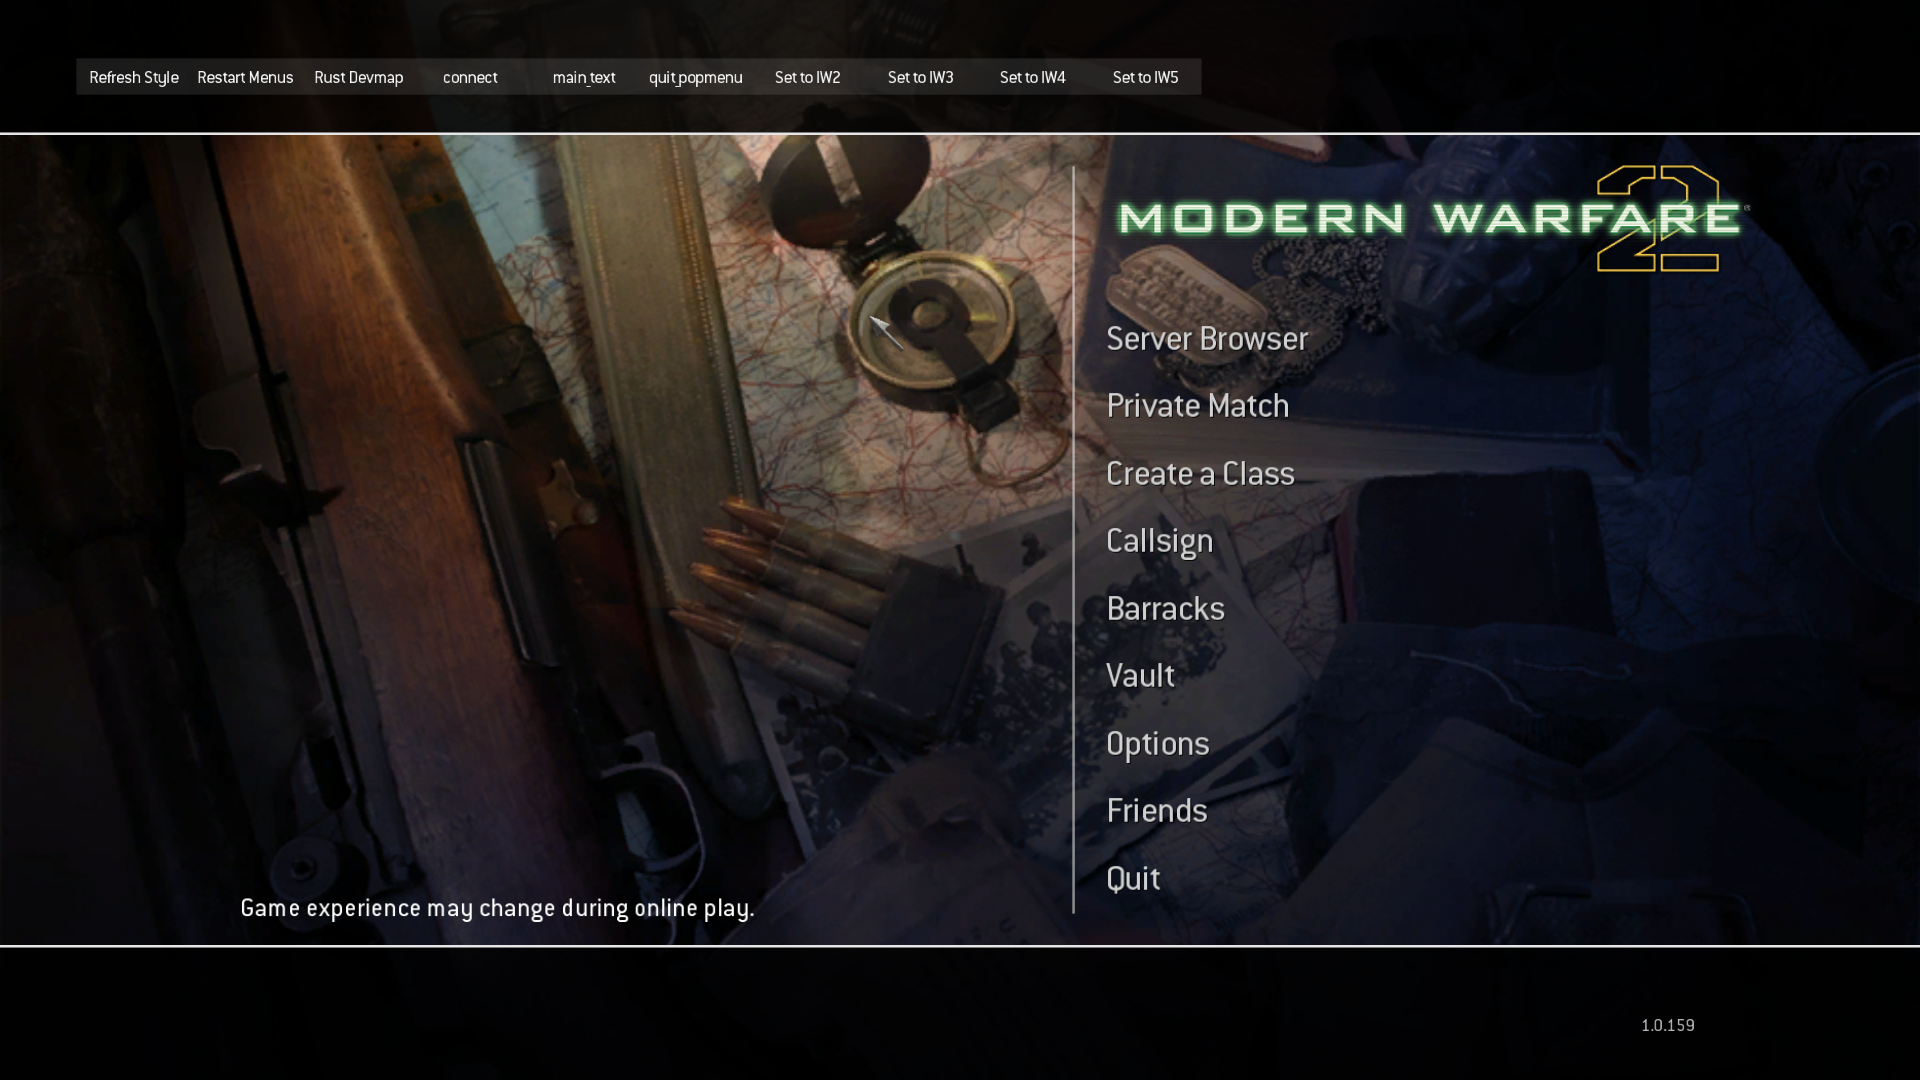 Refresh Style Restart Menus Rust Devmap connect main_text quit_popmenu Set to IW2 Set to IW3 Set to IW4 Set to IW5
MODERN WARFARE 2
Server Browser
Private Match
Create a Class
Callsign
Barracks
Vault
Options
Friends
Quit
Game experience may change during online play.
1.0.159